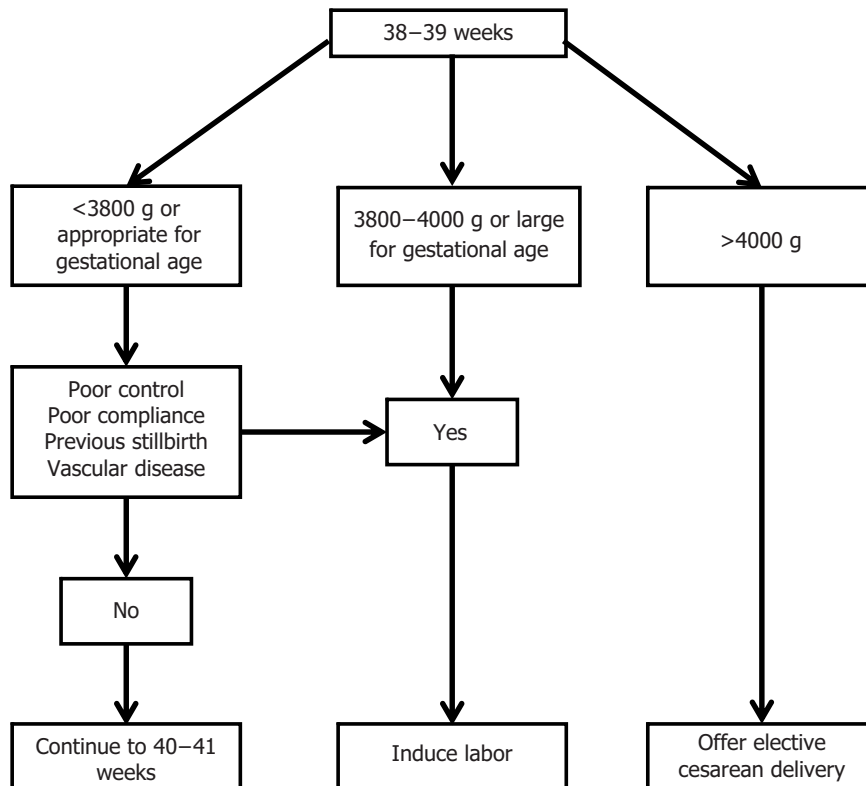 38–39 weeks
<3800 g or
appropriate for
gestational age
3800–4000 g or large
for gestational age
>4000 g
Poor control
Poor compliance
Previous stillbirth
Vascular disease
Yes
No
Continue to 40–41
weeks
Induce labor
Offer elective
cesarean delivery